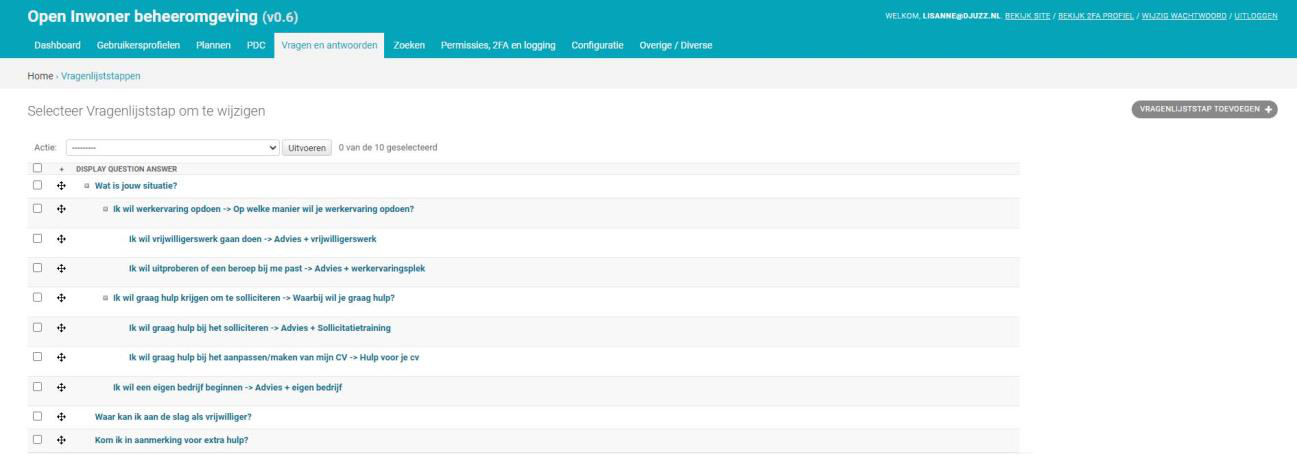 Open Inwoner beheeromgeving (v0.6)
WELKOM, LISANNE@DJUZZ.NL. BEKIJK SITE / BEKIJK 2FA PROFIEL / WIJZIG WACHTWOORD / UITLOGGEN
Dashboard Gebruikersprofielen Plannen PDC Vragen en antwoorden Zoeken Permissies, 2FA en logging Configuratie Overige / Diverse
Home › Vragenlijststappen
Selecteer Vragenlijststap om te wijzigen
VRAGENLIJSTSTAP TOEVOEGEN +
Actie: --------- Uitvoeren 0 van de 10 geselecteerd
+ DISPLAY QUESTION ANSWER
Wat is jouw situatie?
Ik wil werkervaring opdoen -> Op welke manier wil je werkervaring opdoen?
Ik wil vrijwilligerswerk gaan doen -> Advies + vrijwilligerswerk
Ik wil uitproberen of een beroep bij me past -> Advies + werkervaringsplek
Ik wil graag hulp krijgen om te solliciteren -> Waarbij wil je graag hulp?
Ik wil graag hulp bij het solliciteren -> Advies + Sollicitatietraining
Ik wil graag hulp bij het aanpassen/maken van mijn CV -> Hulp voor je cv
Ik wil een eigen bedrijf beginnen -> Advies + eigen bedrijf
Waar kan ik aan de slag als vrijwilliger?
Kom ik in aanmerking voor extra hulp?